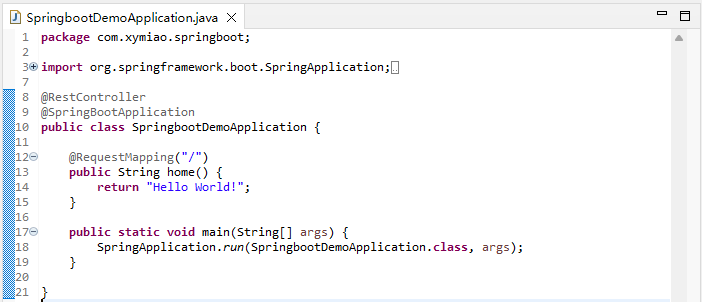 SpringbootDemoApplication.java
1 package com.xymiao.springboot;
2
3 import org.springframework.boot.SpringApplication;
7
8 @RestController
9 @SpringBootApplication
10 public class SpringbootDemoApplication {
11
12     @RequestMapping("/")
13     public String home() {
14         return "Hello World!";
15     }
16
17     public static void main(String[] args) {
18         SpringApplication.run(SpringbootDemoApplication.class, args);
19     }
20
21 }